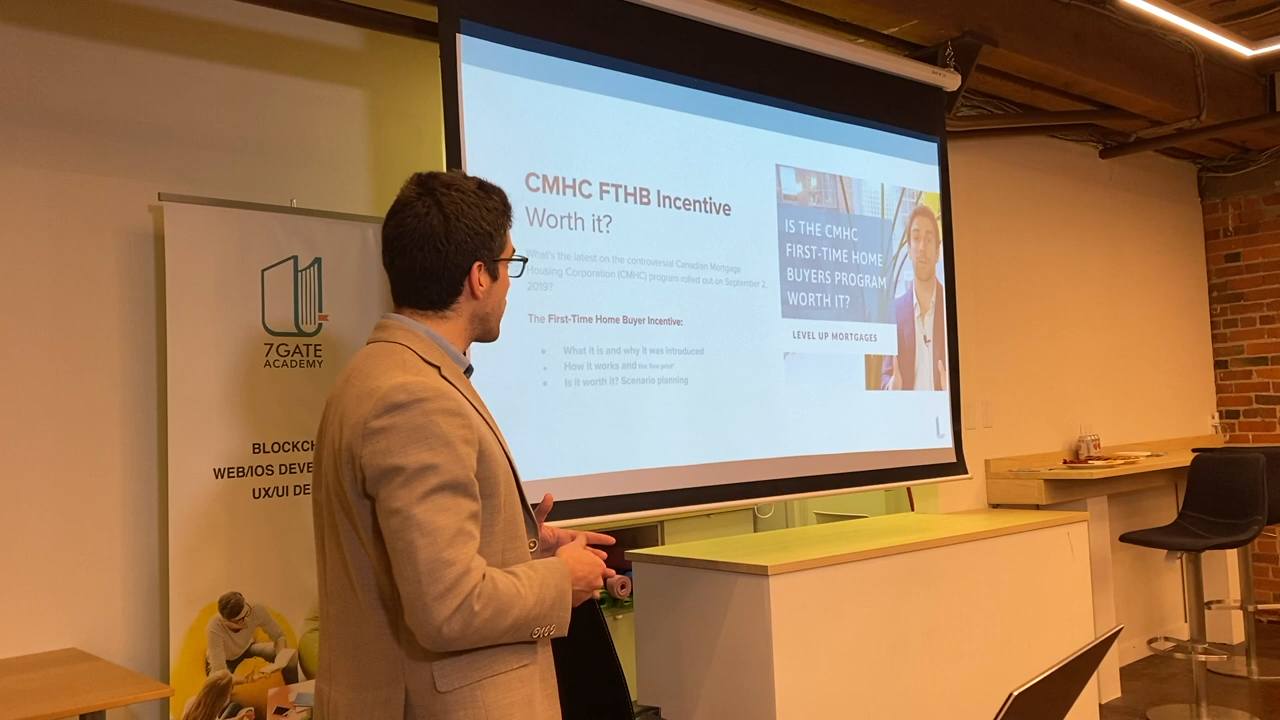 7GATE
ACADEMY
BLOCKCH
WEB/IOS DEVE
UX/UI DE
CMHC FTHB Incentive
Worth it?
What's the latest on the controversial Canadian Mortgage
Housing Corporation (CMHC) program rolled out on September 2,
2019?
The First-Time Home Buyer Incentive:
What it is and why it was introduced
How it works and the fine print*
Is it worth it? Scenario planning
IS THE CMHC
FIRST-TIME HOME
BUYERS PROGRAM
WORTH IT?
LEVEL UP MORTGAGES